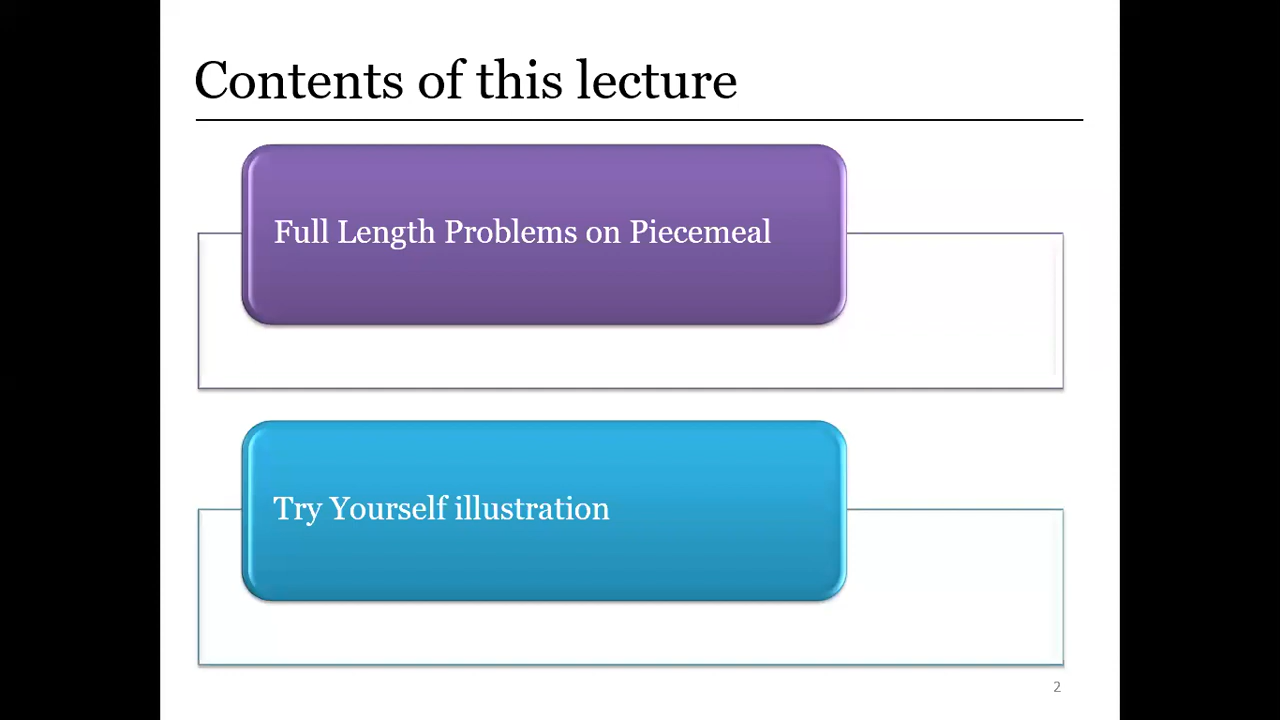 Contents of this lecture
Full Length Problems on Piecemeal
Try Yourself illustration
2